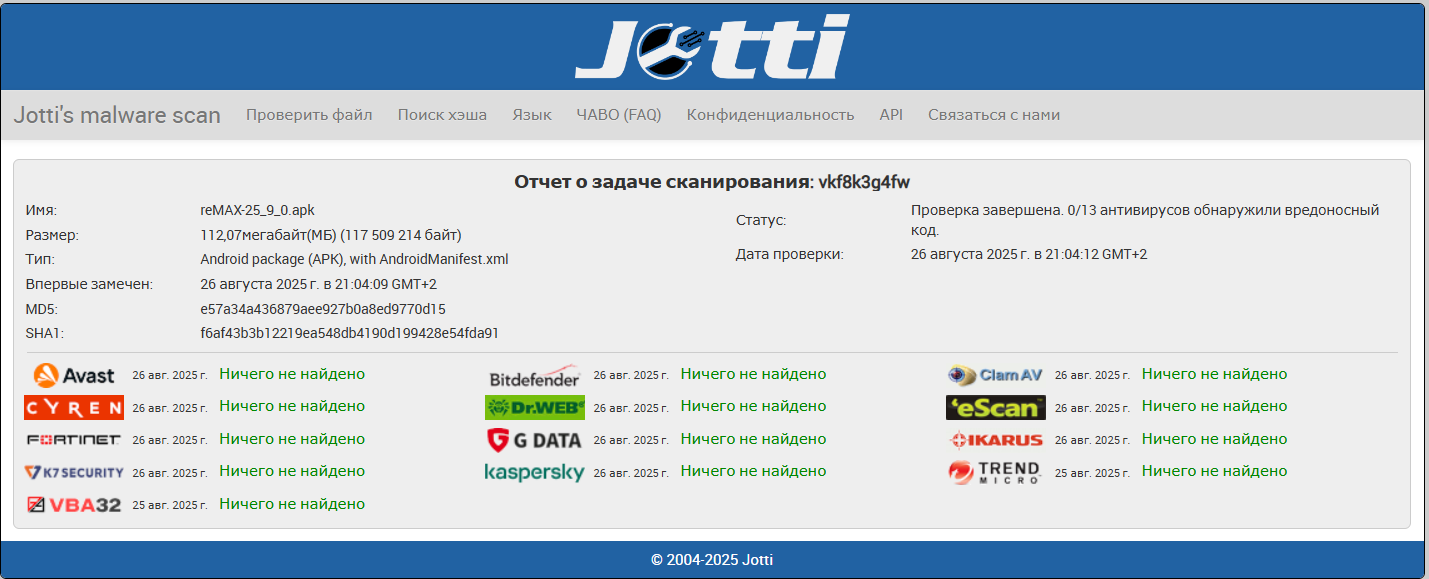 Jotti
Jotti's malware scan Проверить файл Поиск хэша Язык ЧАВО (FAQ) Конфиденциальность API Связаться с нами
Отчет о задаче сканирования: vkf8k3g4fw
Имя: reMAX-25_9_0.apk
Размер: 112,07мегабайт(МБ) (117 509 214 байт)
Тип: Android package (APK), with AndroidManifest.xml
Впервые замечен: 26 августа 2025 г. в 21:04:09 GMT+2
MD5: e57a34a436879aee927b0a8ed9770d15
SHA1: f6af43b3b12219ea548db4190d199428e54fda91
Статус: Проверка завершена. 0/13 антивирусов обнаружили вредоносный
код.
Дата проверки: 26 августа 2025 г. в 21:04:12 GMT+2
Avast 26 авг. 2025 г. Ничего не найдено Bitdefender 26 авг. 2025 г. Ничего не найдено ClamAV 26 авг. 2025 г. Ничего не найдено
CYREN 26 авг. 2025 г. Ничего не найдено Dr.WEB 26 авг. 2025 г. Ничего не найдено eScan 26 авг. 2025 г. Ничего не найдено
FORTINET 26 авг. 2025 г. Ничего не найдено G DATA 26 авг. 2025 г. Ничего не найдено IKARUS 26 авг. 2025 г. Ничего не найдено
K7 SECURITY 26 авг. 2025 г. Ничего не найдено kaspersky 26 авг. 2025 г. Ничего не найдено TREND MICRO 25 авг. 2025 г. Ничего не найдено
VBA32 25 авг. 2025 г. Ничего не найдено
© 2004-2025 Jotti